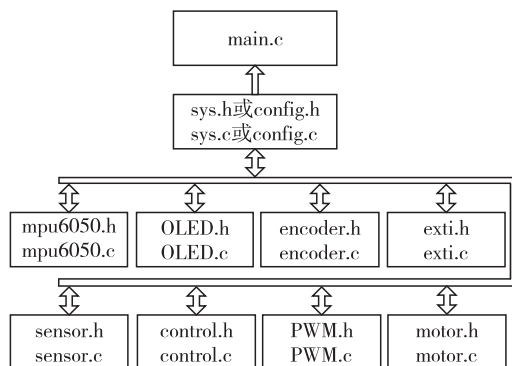 main.c
sys.h或config.h
sys.c或config.c
mpu6050.h
mpu6050.c
OLED.h
OLED.c
encoder.h
encoder.c
exti.h
exti.c
sensor.h
sensor.c
control.h
control.c
PWM.h
PWM.c
motor.h
motor.c